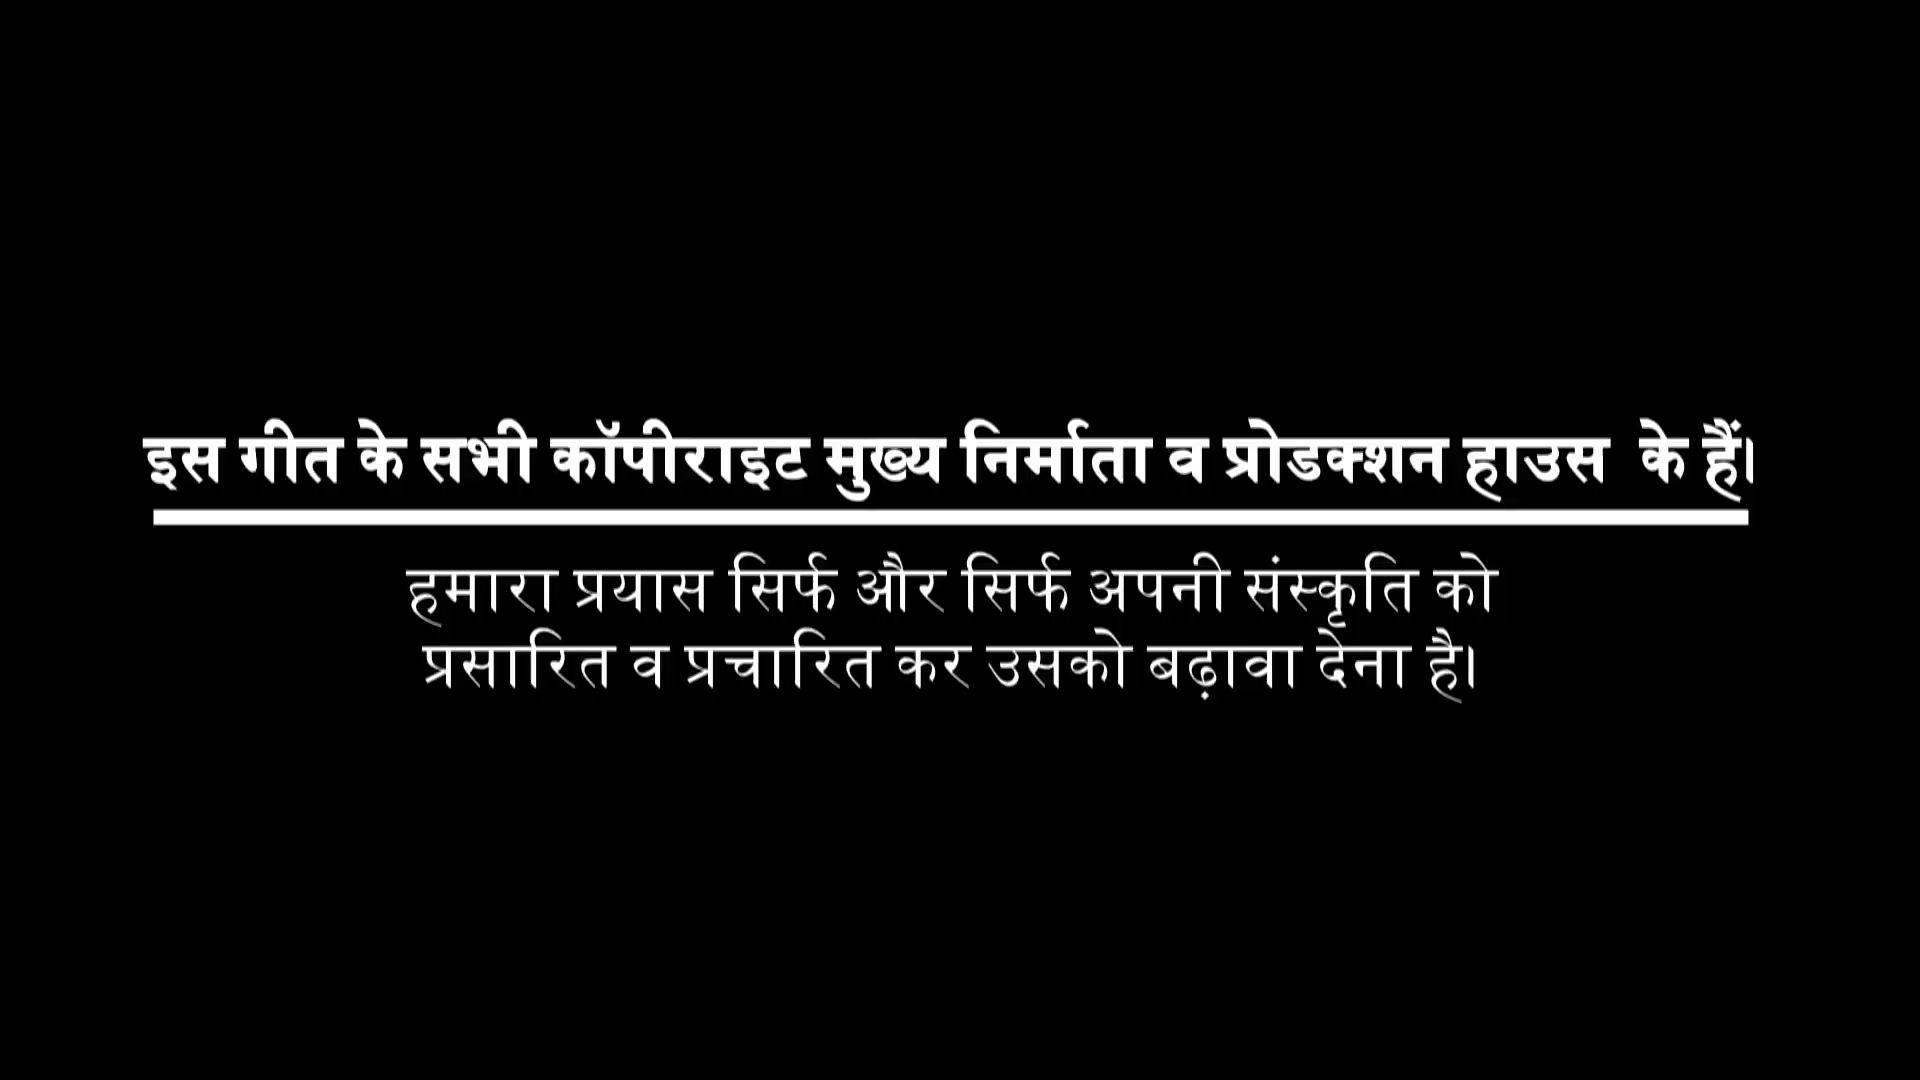 इस गीत के सभी कॉपीराइट मुख्य निर्माता व प्रोडक्शन हाउस के हैं।
हमारा प्रयास सिर्फ और सिर्फ अपनी संस्कृति को
प्रसारित व प्रचारित कर उसको बढ़ावा देना है।